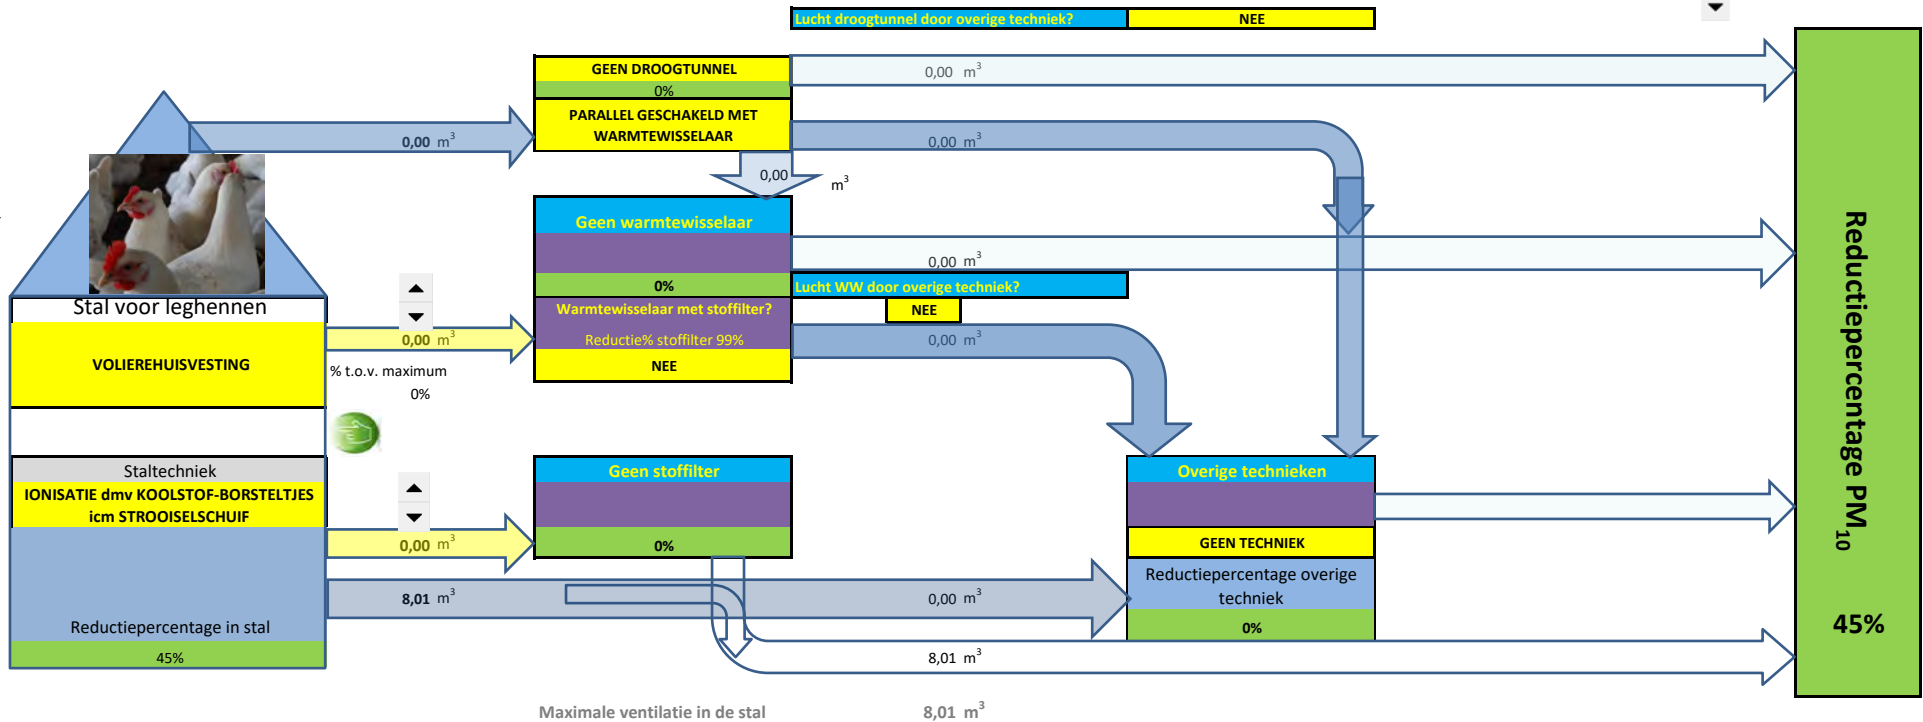 Lucht droogtunnel door overige techniek? NEE
GEEN DROOGTUNNEL
0%
0,00 m³
PARALLEL GESCHAKELD MET
WARMTEWISSELAAR
0,00 m³
0,00 m³
0,00 m³
Geen warmtewisselaar
0,00 m³
0%
Lucht WW door overige techniek?
Stal voor leghennen
Warmtewisselaar met stoffilter?
NEE
0,00 m³
Reductie% stoffilter 99%
0,00 m³
VOLIEREHUISVESTING
NEE
% t.o.v. maximum
0%
Staltechniek
Geen stoffilter
Overige technieken
IONISATIE dmv KOOLSTOF-BORSTELTJES
icm STROOISELSCHUIF
0,00 m³
0%
GEEN TECHNIEK
Reductiepercentage overige
techniek
8,01 m³
0,00 m³
Reductiepercentage in stal
0%
45%
8,01 m³
Reductiepercentage PM₁₀
45%
Maximale ventilatie in de stal 8,01 m³